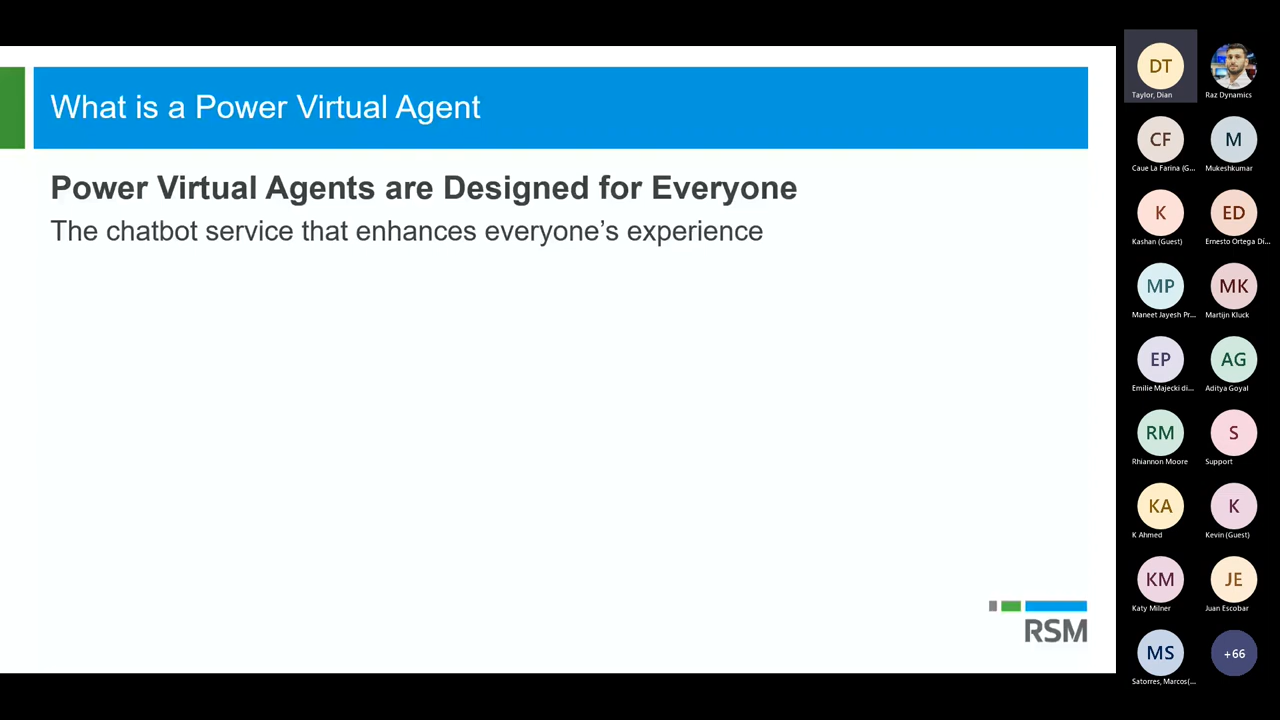 What is a Power Virtual Agent
Power Virtual Agents are Designed for Everyone
The chatbot service that enhances everyone’s experience
RSM
DT
Taylor, Dian
Raz Dynamics
CF
Caue La Farina (G...
M
Mukeshkumar
K
Kashan (Guest)
ED
Ernesto Ortega Di...
MP
Maneet Jayesh Pr...
MK
Martijn Kluck
EP
Emilie Majecki di...
AG
Aditya Goyal
RM
Rhiannon Moore
S
Support
KA
K Ahmed
K
Kevin (Guest)
KM
Katy Milner
JE
Juan Escobar
MS
Satorres, Marcos(...
+66